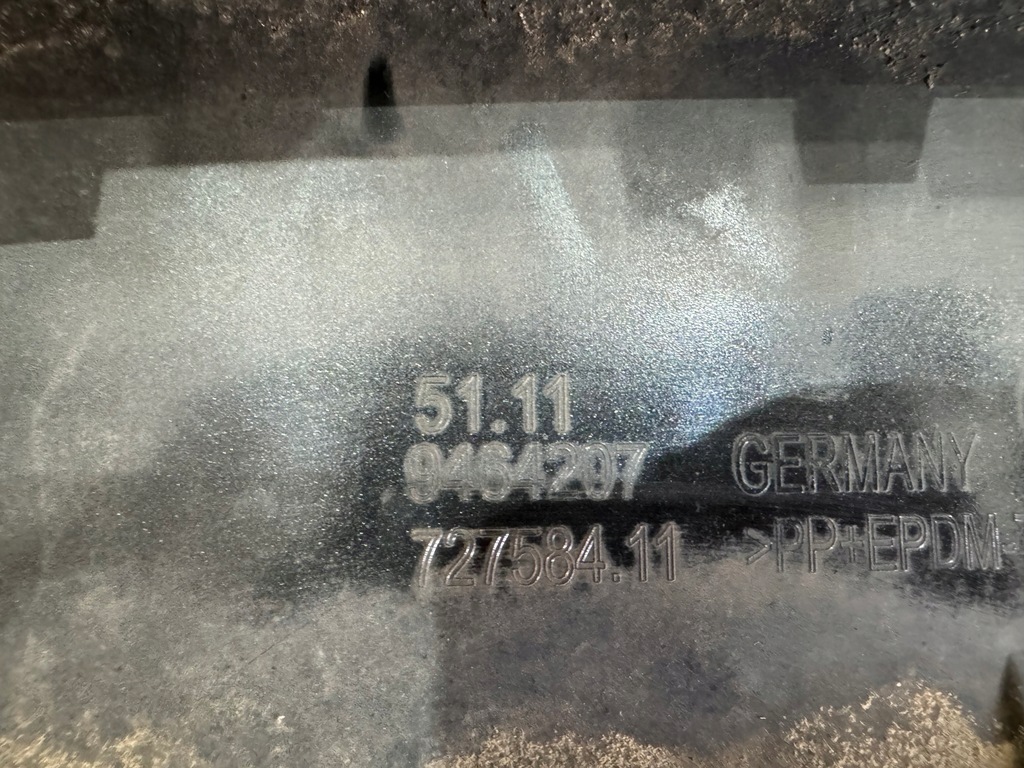 51.11
9464207
GERMANY
727584.11
>PP+EPDM-